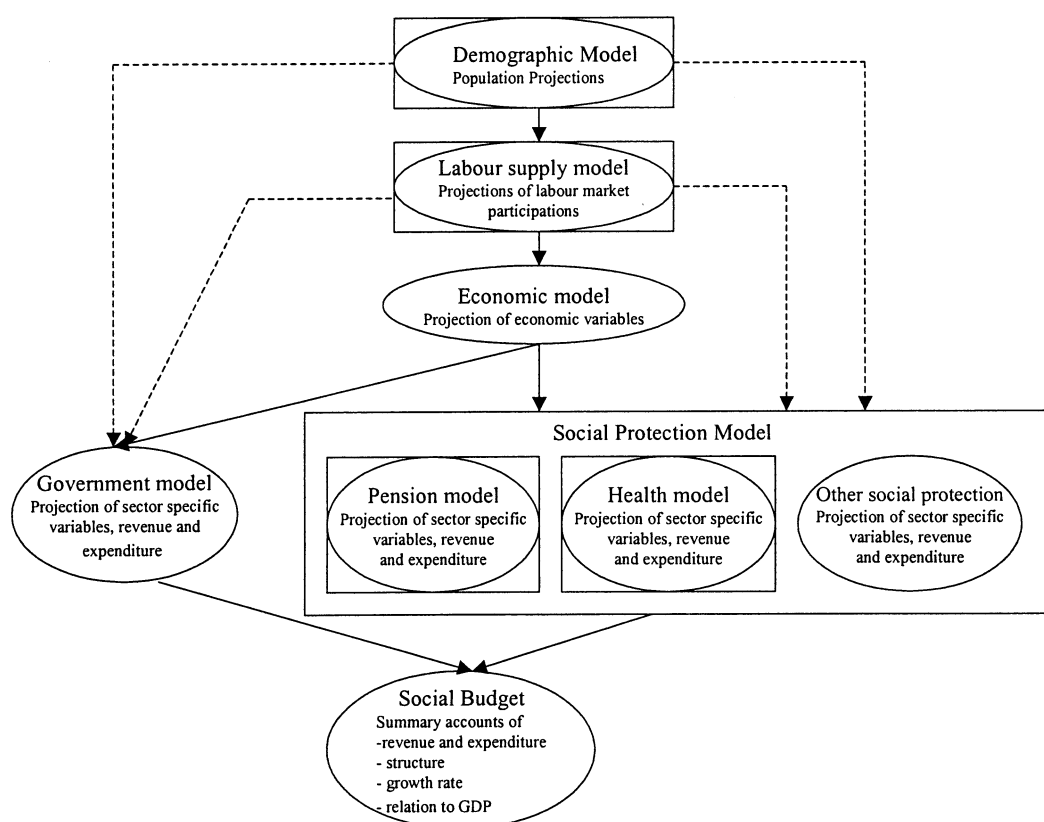 Demographic Model
Population Projections
Labour supply model
Projections of labour market
participations
Economic model
Projection of economic variables
Social Protection Model
Government model
Projection of sector specific
variables, revenue and
expenditure
Pension model
Projection of sector specific
variables, revenue
and expenditure
Health model
Projection of sector specific
variables, revenue
and expenditure
Other social protection
Projection of sector specific
variables, revenue
and expenditure
Social Budget
Summary accounts of
-revenue and expenditure
- structure
- growth rate
- relation to GDP